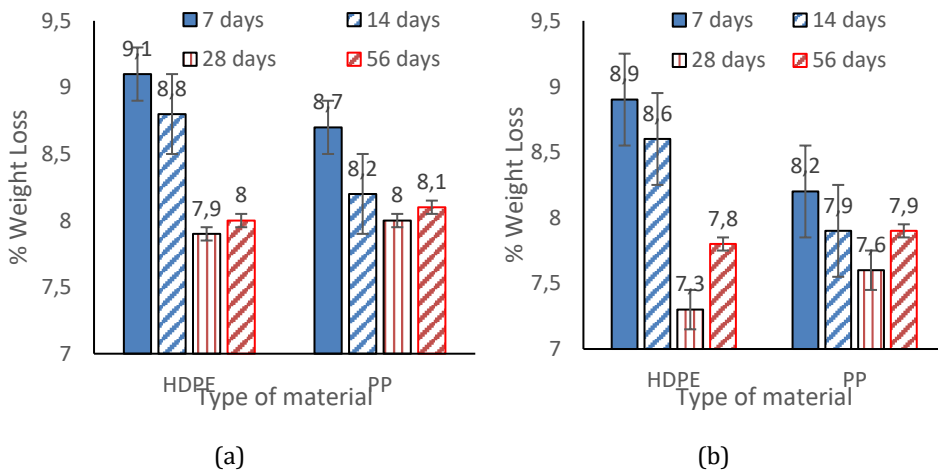 (a)
9,5
9
8,5
8
7,5
7
% Weight Loss
7 days
14 days
28 days
56 days
9,1
8,8
7,9
8
8,7
8,2
8
8,1
HDPE
PP
Type of material
(a)
(b)
9,5
9
8,5
8
7,5
7
% Weight Loss
7 days
14 days
28 days
56 days
8,9
8,6
7,3
7,8
8,2
7,9
7,6
7,9
HDPE
PP
Type of material
(b)